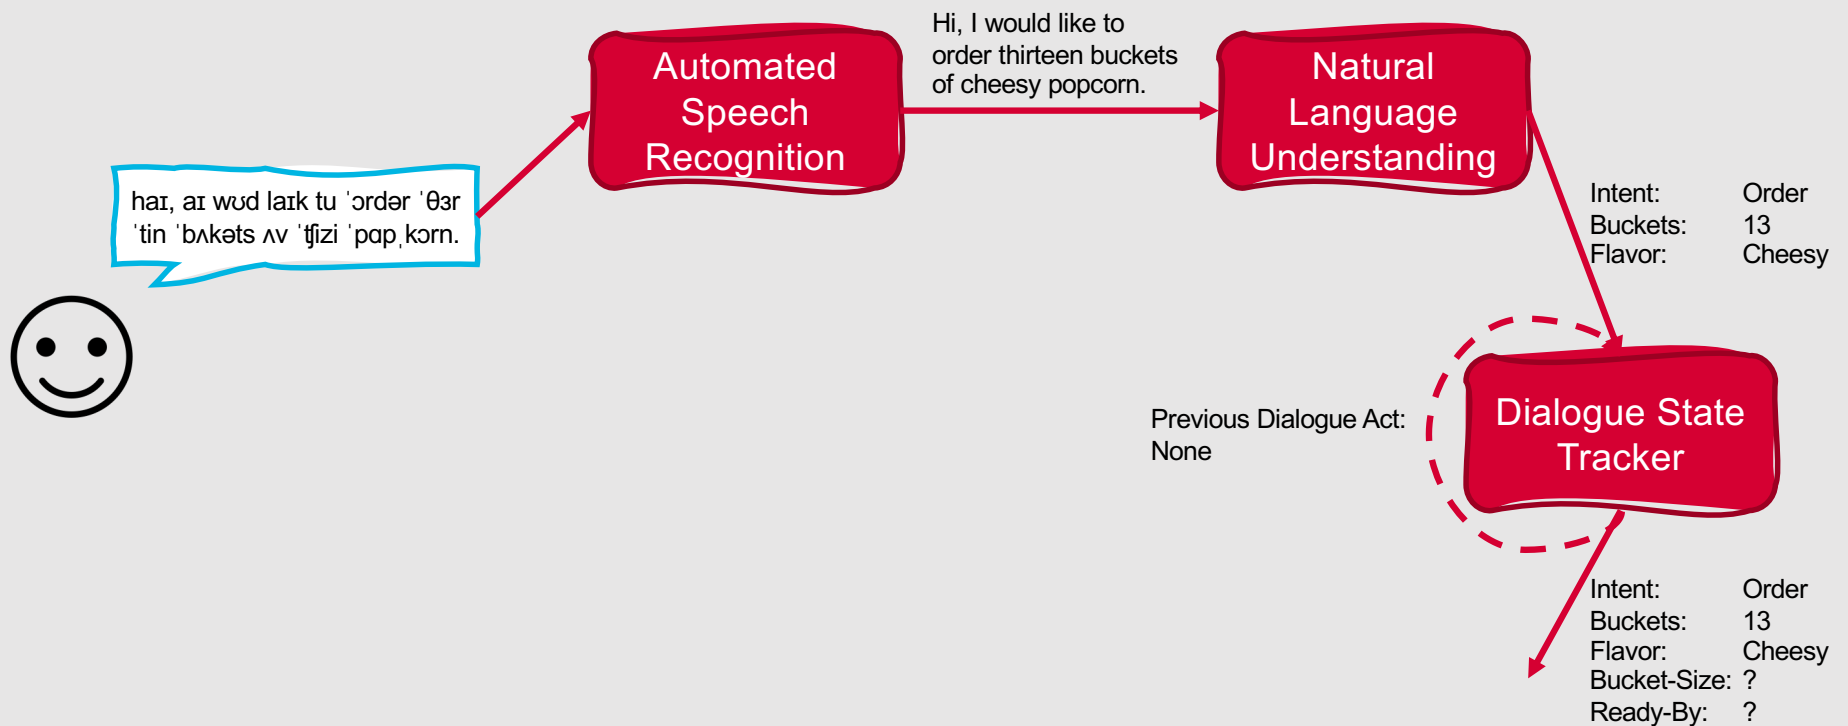 Hi, I would like to
order thirteen buckets
of cheesy popcorn.
Automated
Speech
Recognition
Natural
Language
Understanding
haɪ, aɪ wʊd laɪk tu ˈɔrdər ˈθɜr
ˈtin ˈbʌkəts ʌv ˈʧizi ˈpɑpˌkɔrn.
Intent: Order
Buckets: 13
Flavor: Cheesy
Previous Dialogue Act:
None
Dialogue State
Tracker
Intent: Order
Buckets: 13
Flavor: Cheesy
Bucket-Size: ?
Ready-By: ?